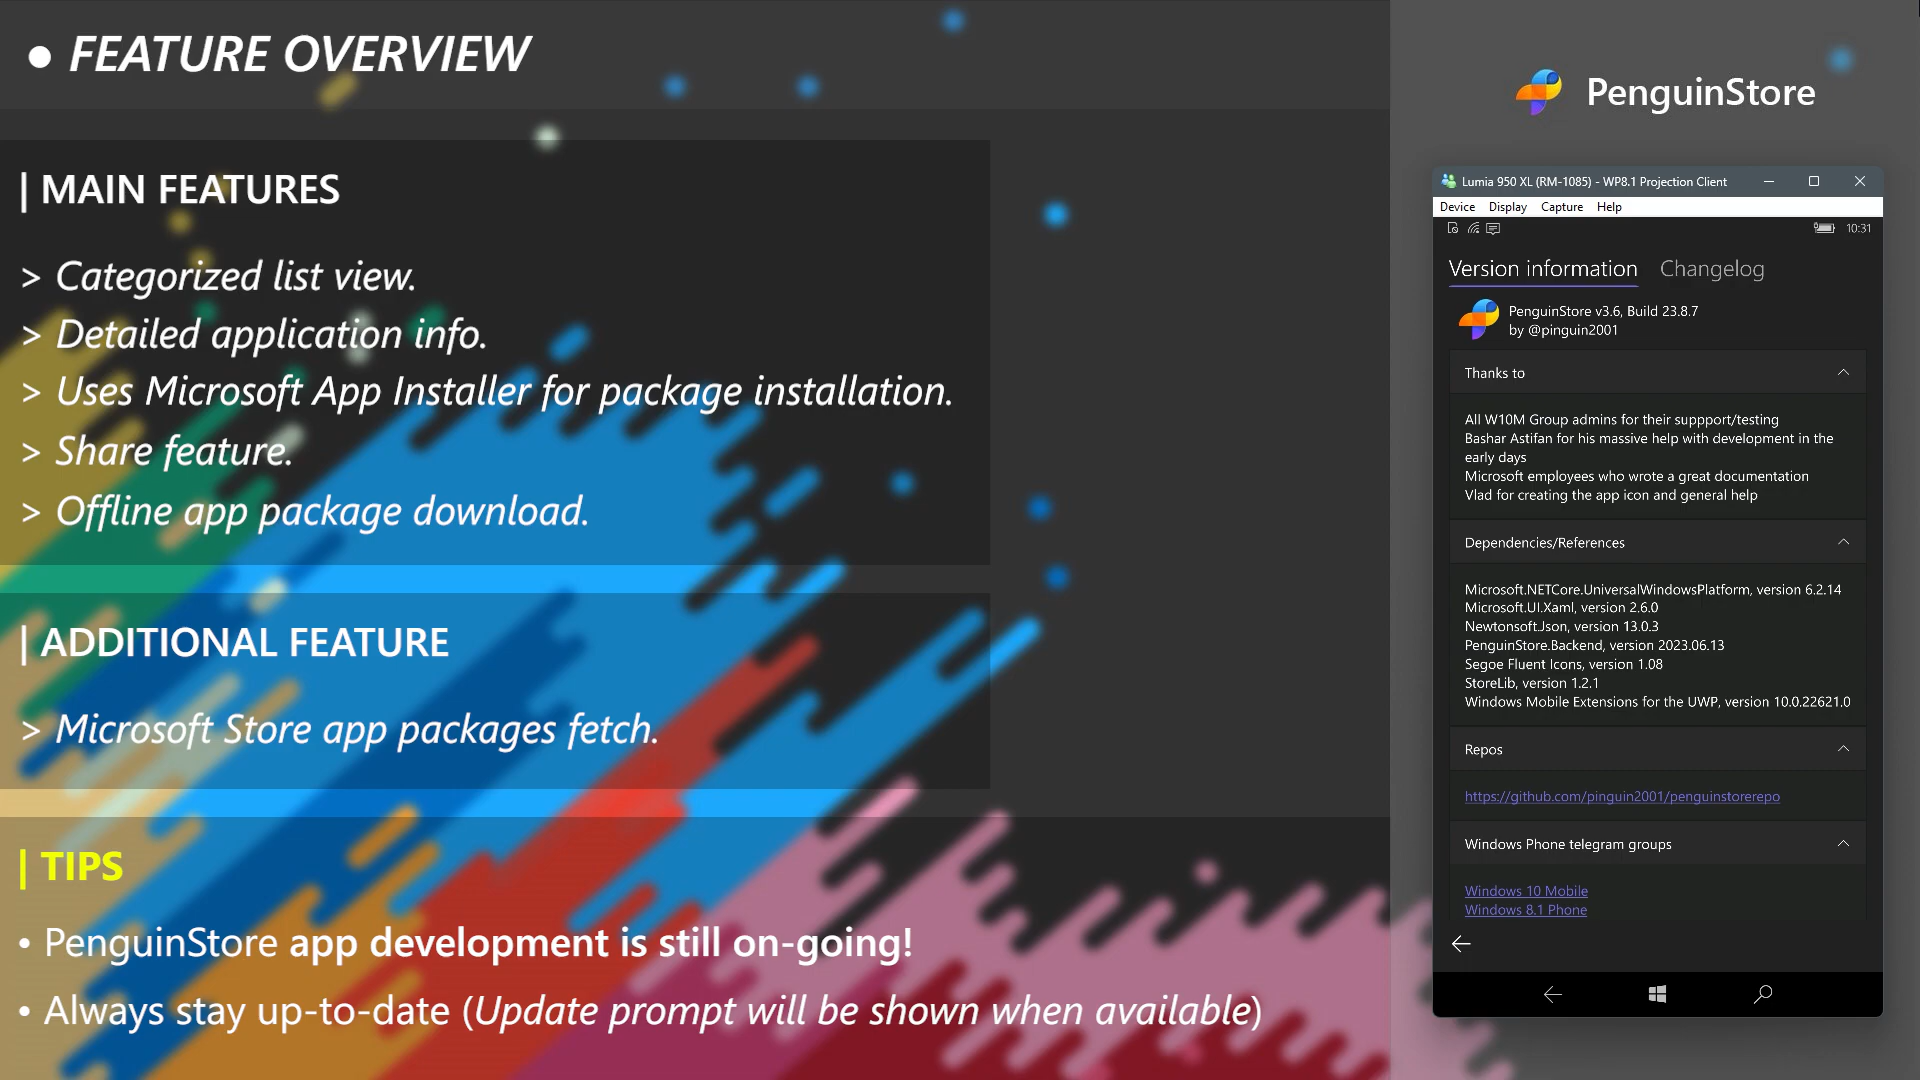 ● FEATURE OVERVIEW
| MAIN FEATURES
> Categorized list view.
> Detailed application info.
> Uses Microsoft App Installer for package installation.
> Share feature.
> Offline app package download.
| ADDITIONAL FEATURE
> Microsoft Store app packages fetch.
| TIPS
• PenguinStore app development is still on-going!
• Always stay up-to-date (Update prompt will be shown when available)
PenguinStore
Lumia 950 XL (RM-1085) - WP8.1 Projection Client
Device Display Capture Help
10:31
Version information Changelog
PenguinStore v3.6, Build 23.8.7
by @pinguin2001
Thanks to
All W10M Group admins for their suppport/testing
Bashar Astifan for his massive help with development in the
early days
Microsoft employees who wrote a great documentation
Vlad for creating the app icon and general help
Dependencies/References
Microsoft.NETCore.UniversalWindowsPlatform, version 6.2.14
Microsoft.UI.Xaml, version 2.6.0
Newtonsoft.Json, version 13.0.3
PenguinStore.Backend, version 2023.06.13
Segoe Fluent Icons, version 1.08
StoreLib, version 1.2.1
Windows Mobile Extensions for the UWP, version 10.0.22621.0
Repos
https://github.com/pinguin2001/penguinstorerepo
Windows Phone telegram groups
Windows 10 Mobile
Windows 8.1 Phone